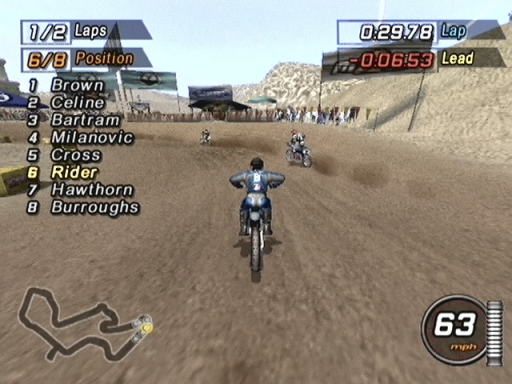 1/2 Laps
6/8 Position
0:29.78 Lap
-0:06:53 Lead
1 Brown
2 Celine
3 Bartram
4 Milanovic
5 Cross
6 Rider
7 Hawthorn
8 Burroughs
63
mph